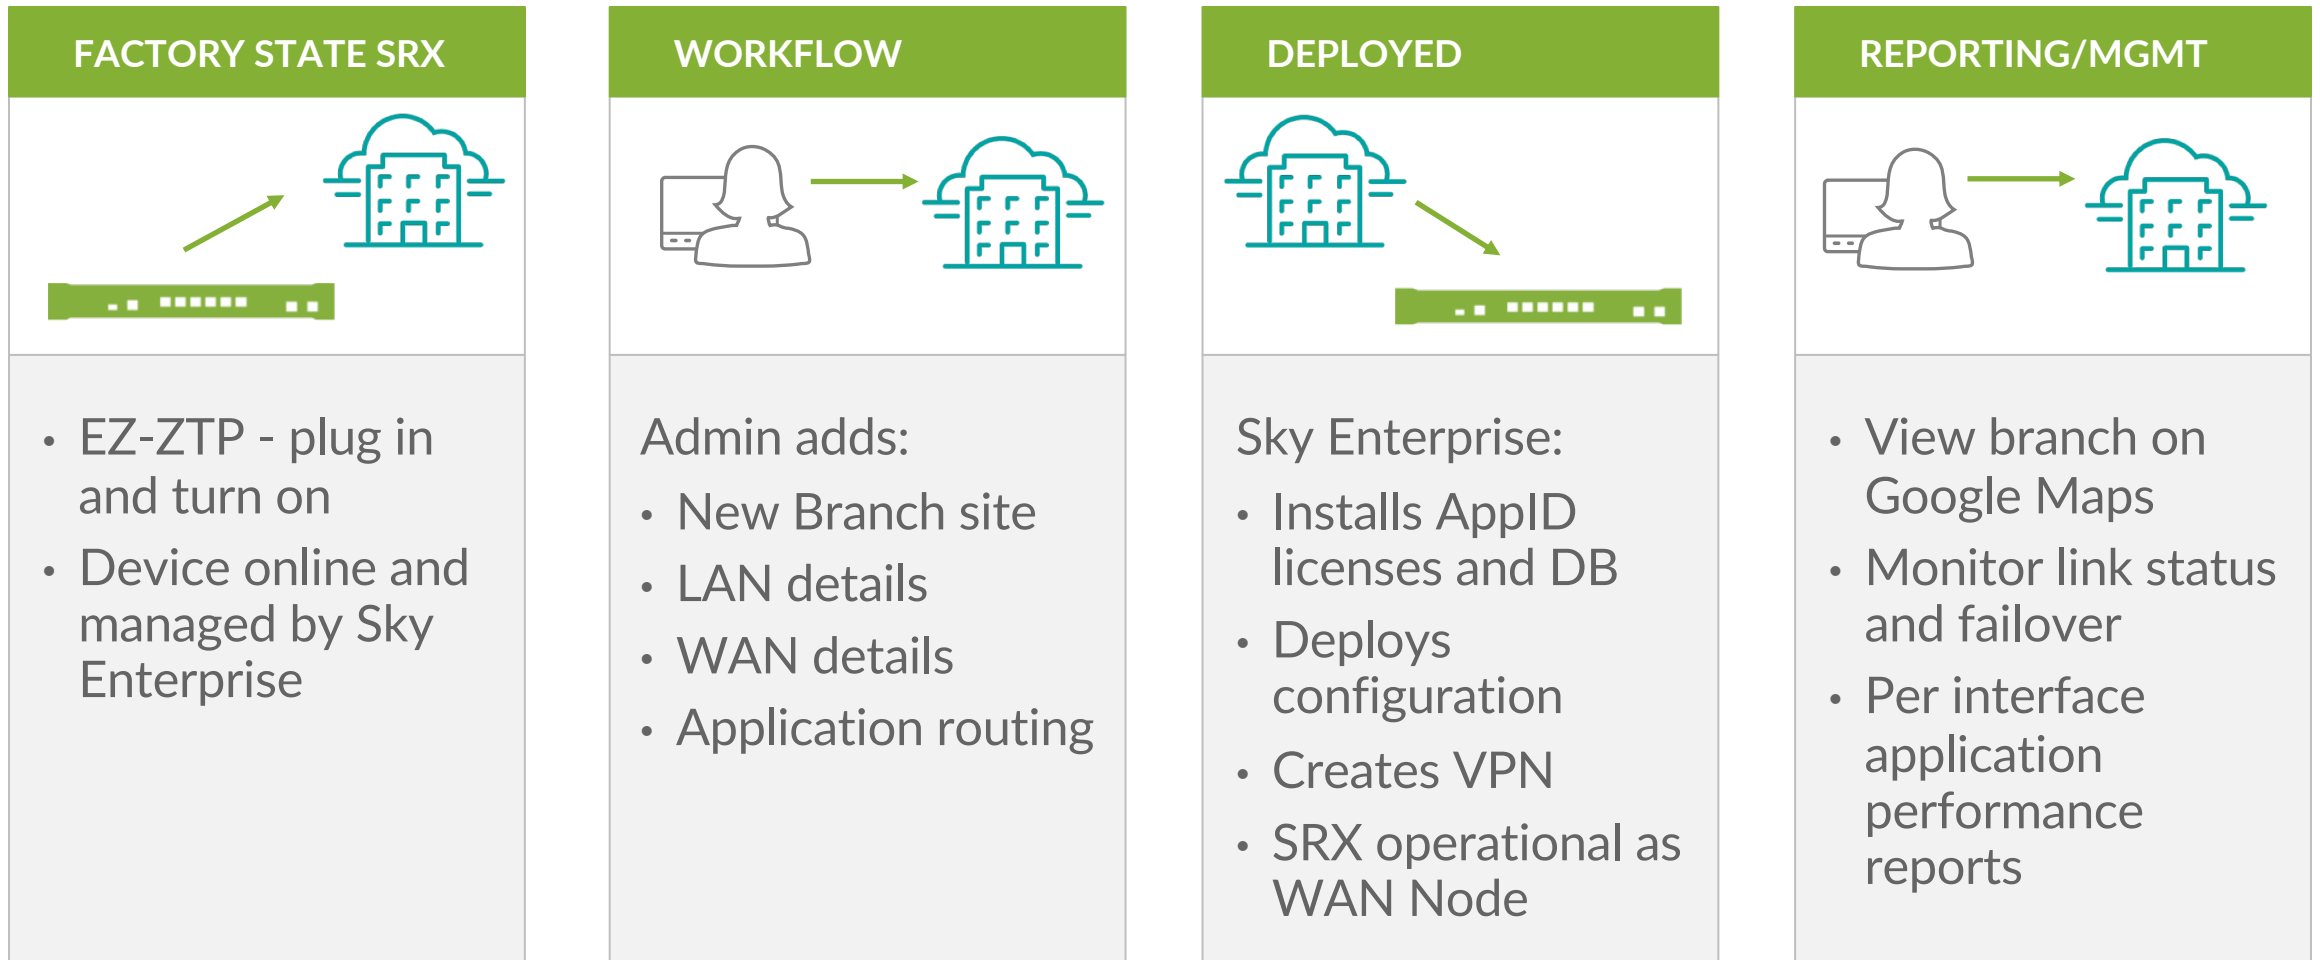 FACTORY STATE SRX
• EZ-ZTP - plug in
and turn on
• Device online and
managed by Sky
Enterprise
WORKFLOW
Admin adds:
• New Branch site
• LAN details
• WAN details
• Application routing
DEPLOYED
Sky Enterprise:
• Installs AppID
licenses and DB
• Deploys
configuration
• Creates VPN
• SRX operational as
WAN Node
REPORTING/MGMT
• View branch on
Google Maps
• Monitor link status
and failover
• Per interface
application
performance
reports